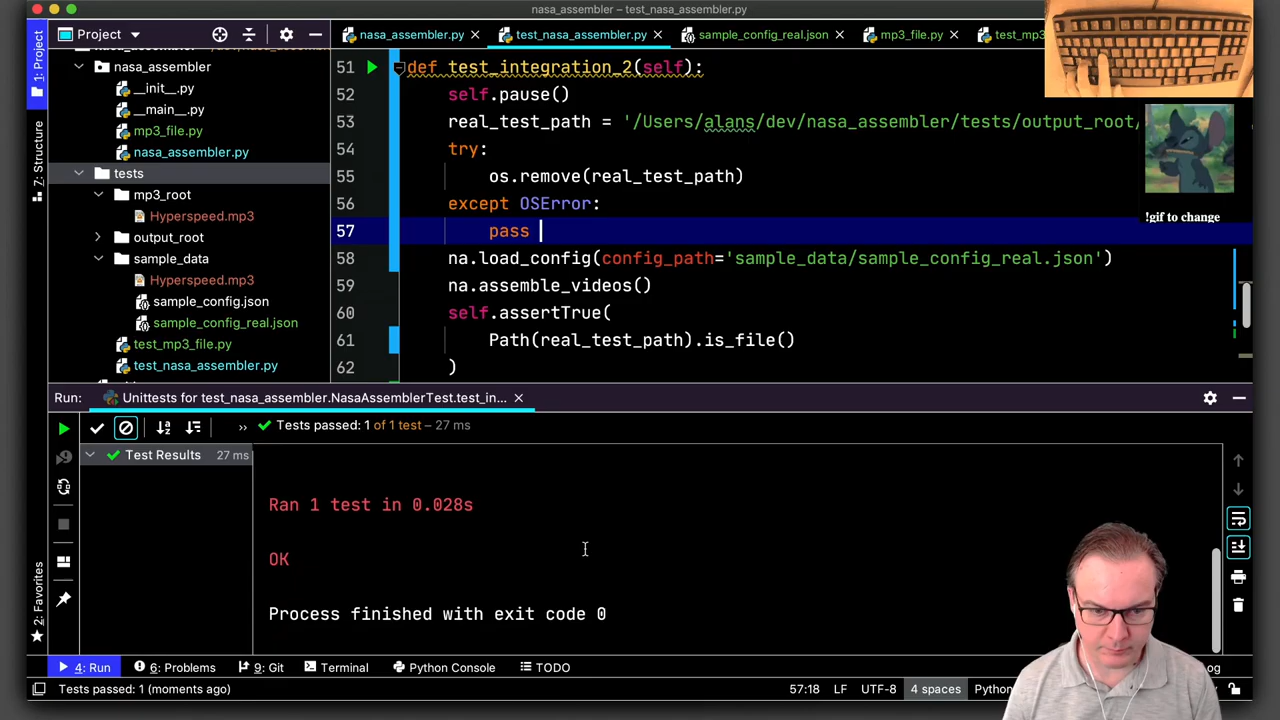 nasa_assembler – test_nasa_assembler.py
Project
nasa_assembler.py
test_nasa_assembler.py
sample_config_real.json
mp3_file.py
test_mp3
1: Project
Z: Structure
2: Favorites
nasa_assembler
__init__.py
__main__.py
mp3_file.py
nasa_assembler.py
tests
mp3_root
Hyperspeed.mp3
output_root
sample_data
Hyperspeed.mp3
sample_config.json
sample_config_real.json
test_mp3_file.py
test_nasa_assembler.py
51 def test_integration_2(self):
52 self.pause()
53 real_test_path = '/Users/alans/dev/nasa_assembler/tests/output_root/
54 try:
55 os.remove(real_test_path)
56 except OSError:
57 pass
58 na.load_config(config_path='sample_data/sample_config_real.json')
59 na.assemble_videos()
60 self.assertTrue(
61 Path(real_test_path).is_file()
62 )
!gif to change
Run: Unittests for test_nasa_assembler.NasaAssemblerTest.test_in...
Tests passed: 1 of 1 test – 27 ms
Test Results 27 ms
Ran 1 test in 0.028s
OK
Process finished with exit code 0
4: Run
6: Problems
9: Git
Terminal
Python Console
TODO
og
Tests passed: 1 (moments ago)
57:18 LF UTF-8 4 spaces Python